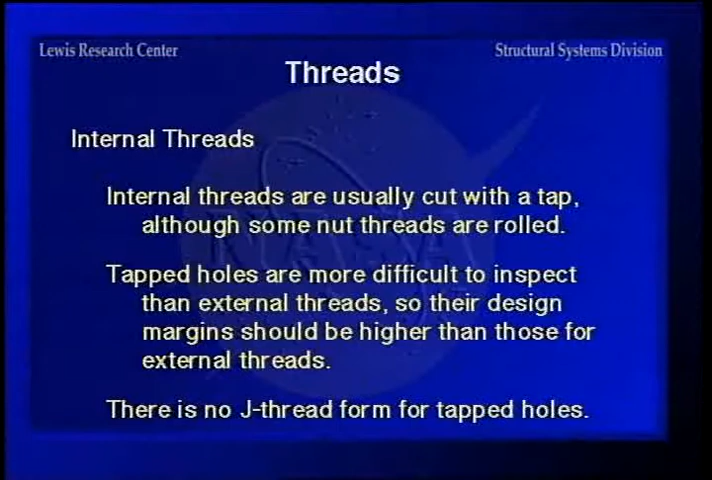 Lewis Research Center
Structural Systems Division
Threads
Internal Threads
Internal threads are usually cut with a tap,
although some nut threads are rolled.
Tapped holes are more difficult to inspect
than external threads, so their design
margins should be higher than those for
external threads.
There is no J-thread form for tapped holes.
NASA